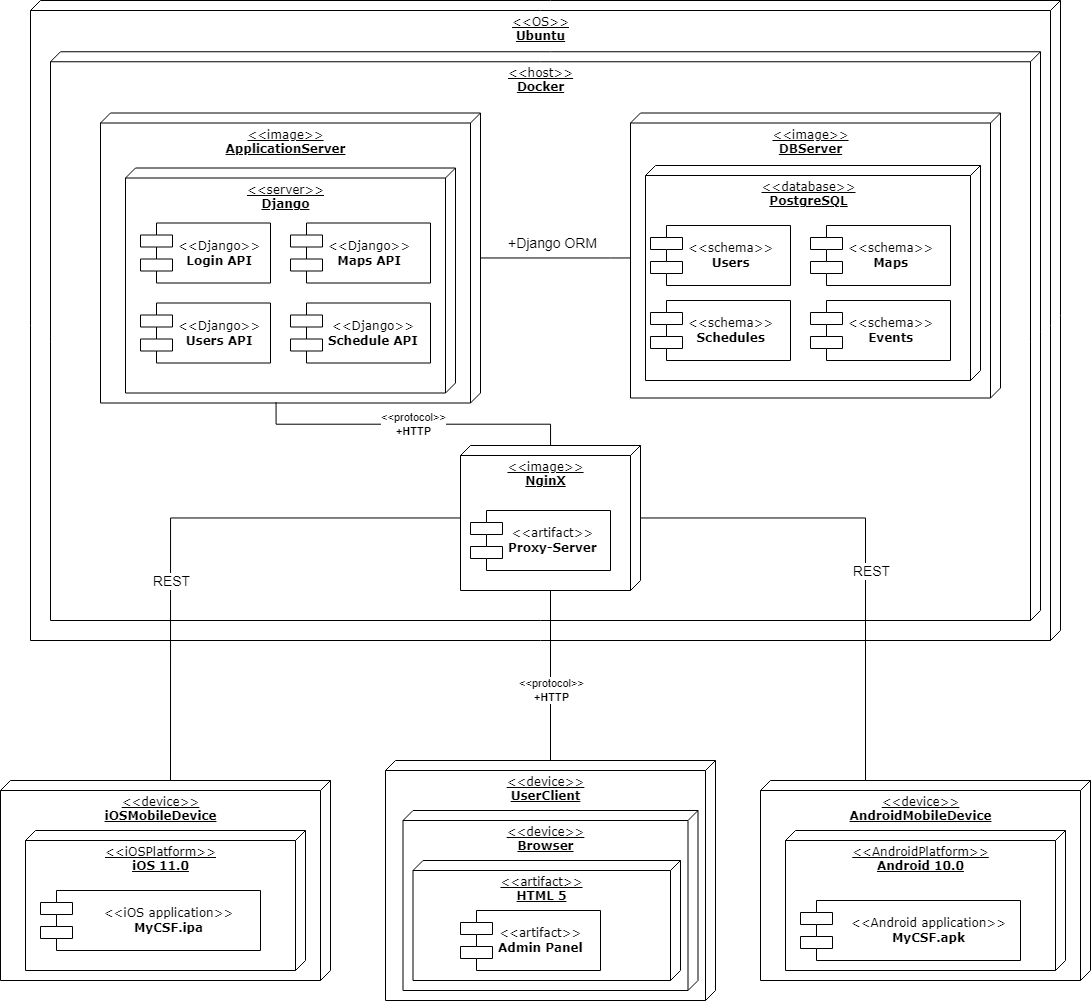 <<OS>>
Ubuntu
<<host>>
Docker
<<image>>
ApplicationServer
<<server>>
Django
<<Django>>
Login API
<<Django>>
Maps API
<<Django>>
Users API
<<Django>>
Schedule API
+Django ORM
<<image>>
DBServer
<<database>>
PostgreSQL
<<schema>>
Users
<<schema>>
Maps
<<schema>>
Schedules
<<schema>>
Events
<<protocol>>
+HTTP
<<image>>
NginX
<<artifact>>
Proxy-Server
REST
REST
<<protocol>>
+HTTP
<<device>>
iOSMobileDevice
<<iOSPlatform>>
iOS 11.0
<<iOS application>>
MyCSF.ipa
<<device>>
UserClient
<<device>>
Browser
<<artifact>>
HTML 5
<<artifact>>
Admin Panel
<<device>>
AndroidMobileDevice
<<AndroidPlatform>>
Android 10.0
<<Android application>>
MyCSF.apk